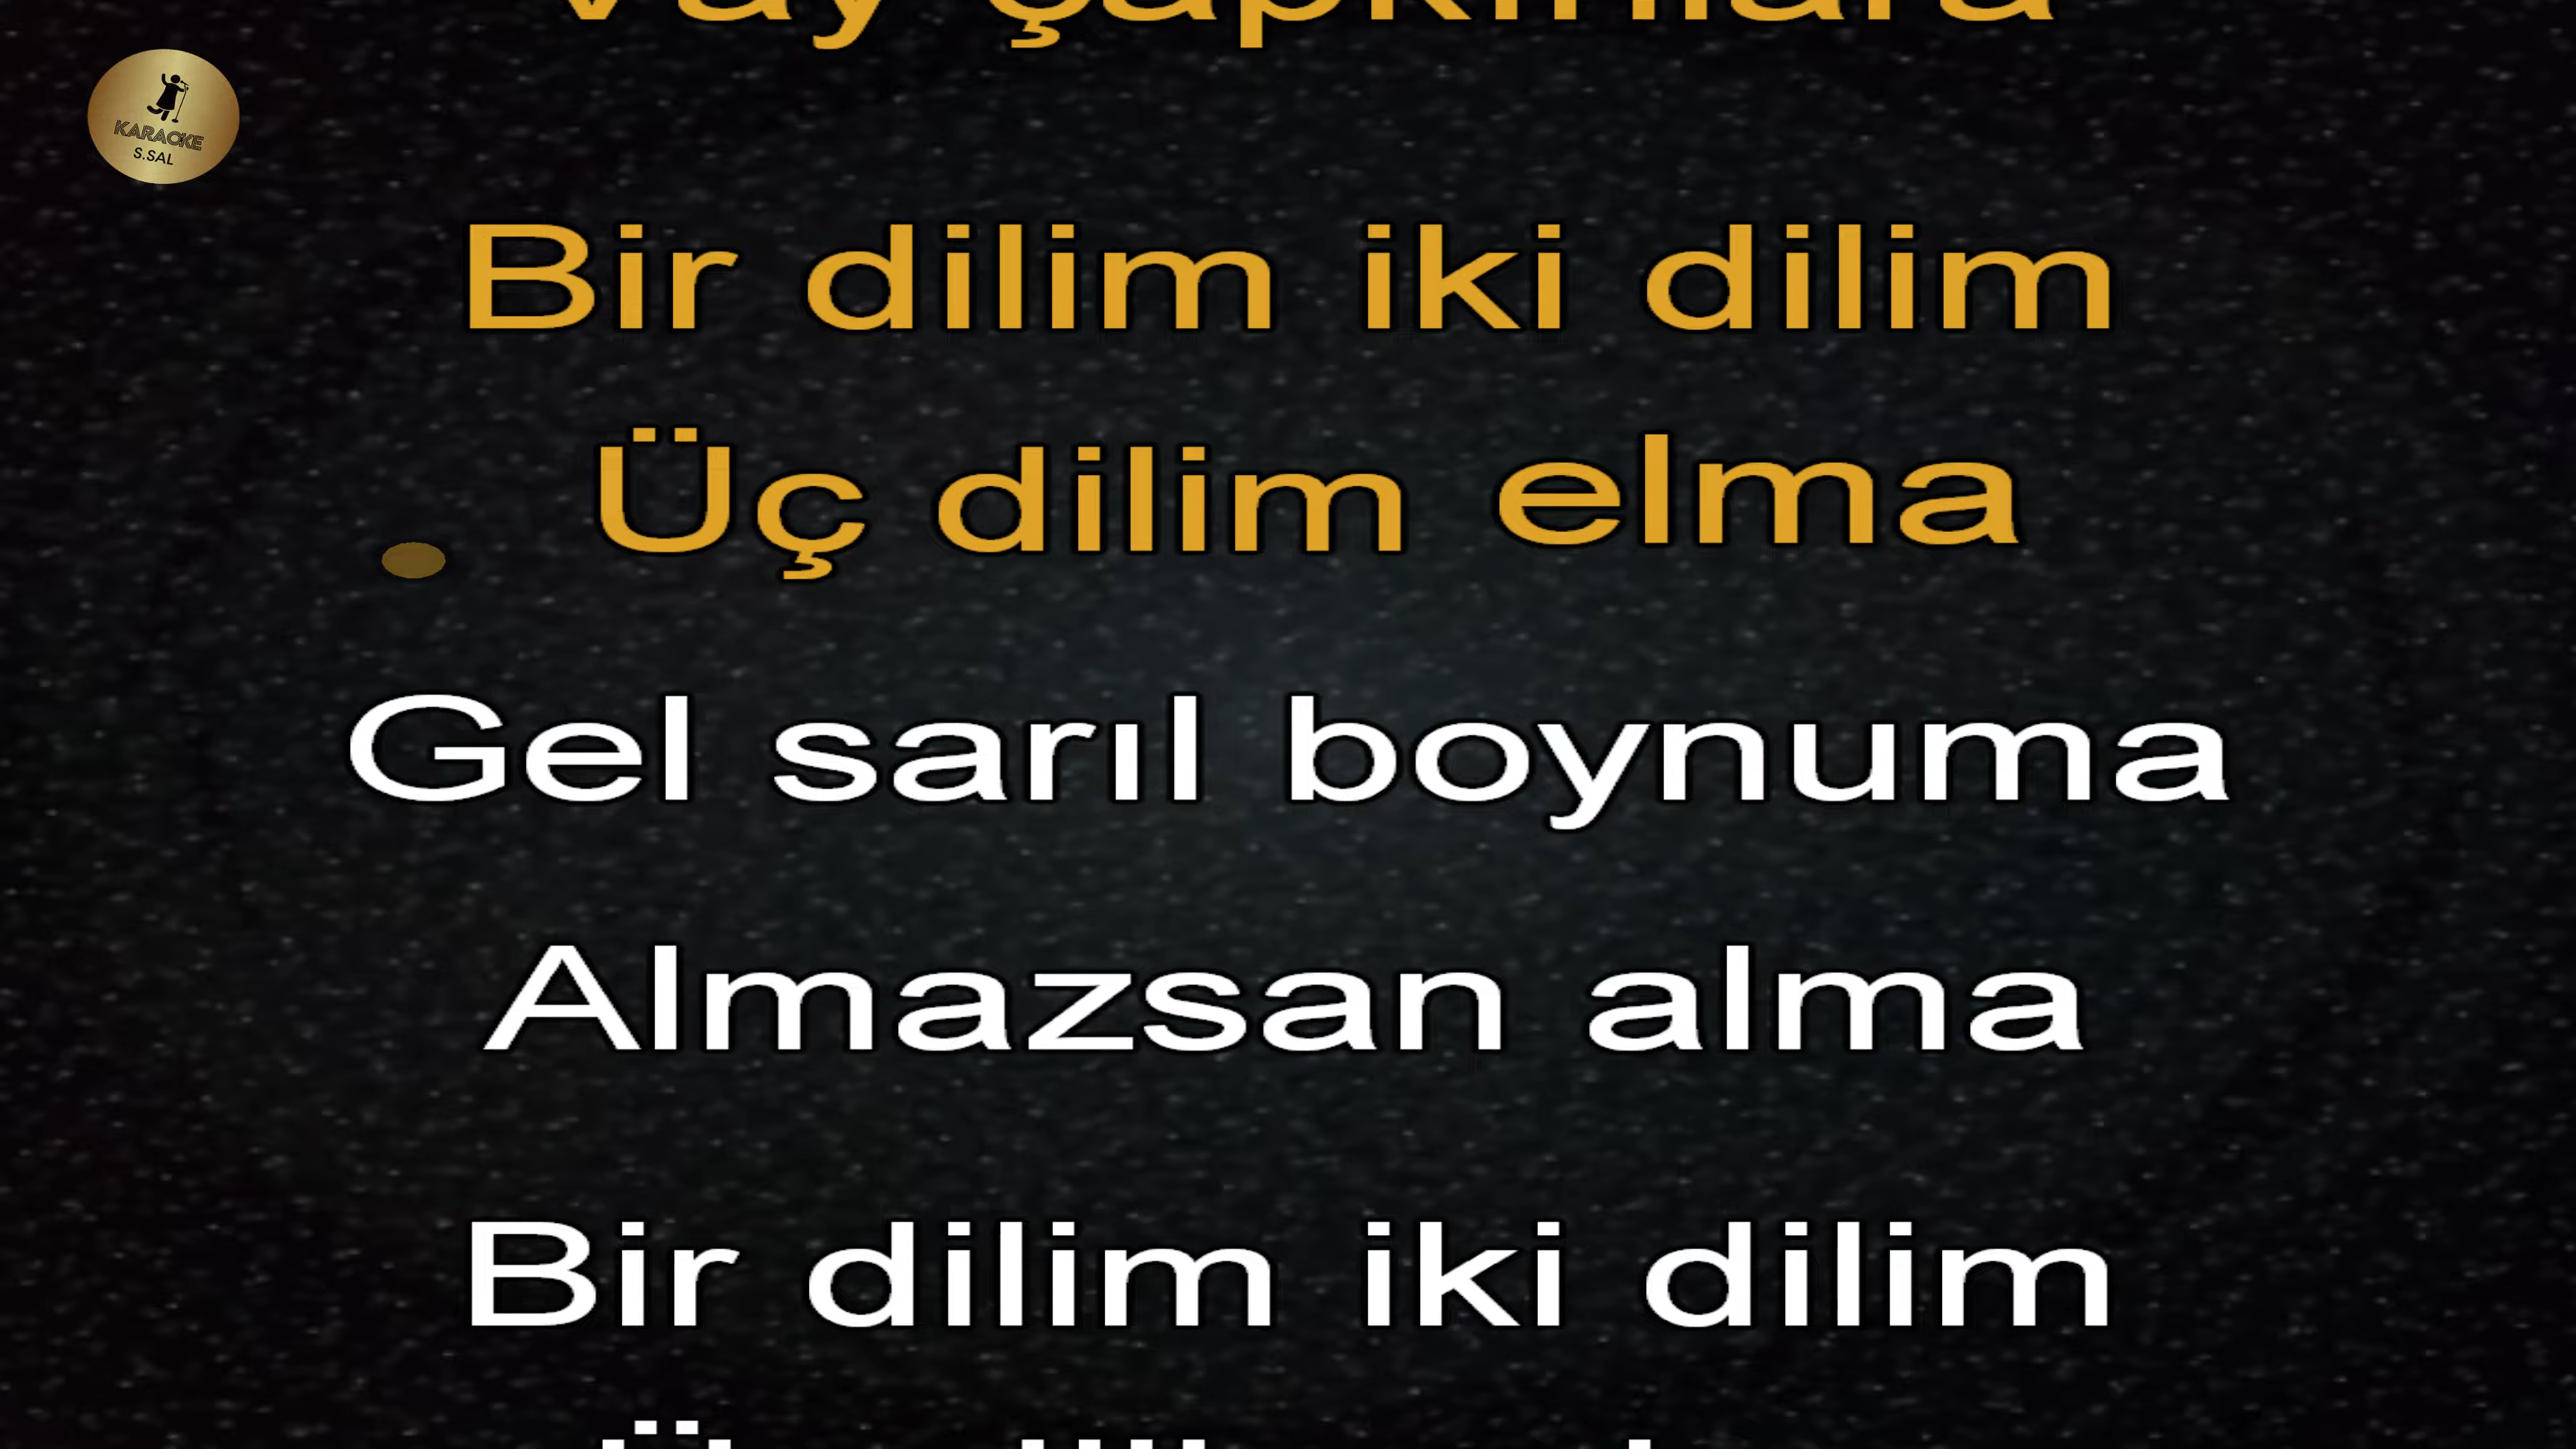 KARAOKE
S.SAL
Bir dilim iki dilim
Üç dilim elma
Gel sarıl boynuma
Almazsan alma
Bir dilim iki dilim